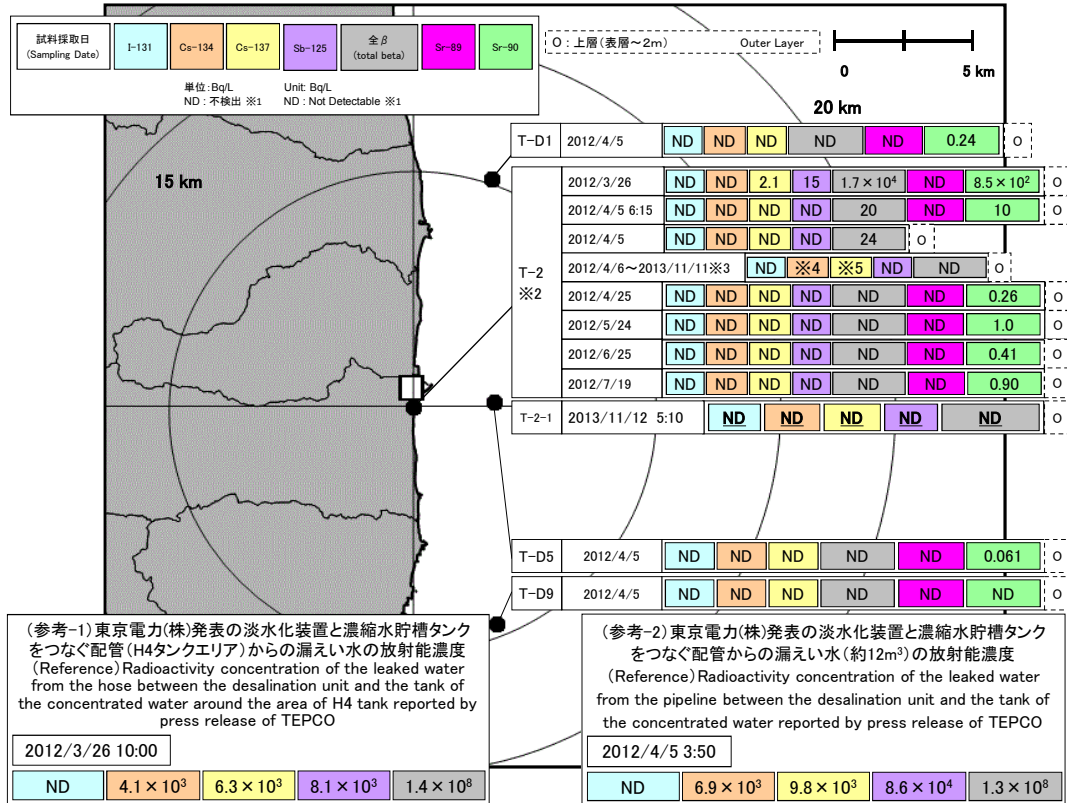 試料採取日
(Sampling Date)
I-131
Cs-134
Cs-137
Sb-125
全β
(total beta)
Sr-89
Sr-90
単位:Bq/L Unit: Bq/L
ND : 不検出 ※1 ND : Not Detectable ※1
O : 上層(表層～2m) Outer Layer
0 5 km
20 km
15 km
T-D1 2012/4/5 ND ND ND ND ND 0.24 O
T-2
※2
2012/3/26 ND ND 2.1 15 1.7×10⁴ ND 8.5×10² O
2012/4/5 6:15 ND ND ND ND 20 ND 10 O
2012/4/5 ND ND ND ND 24 O
2012/4/6～2013/11/11※3 ND ※4 ※5 ND ND O
2012/4/25 ND ND ND ND ND ND 0.26 O
2012/5/24 ND ND ND ND ND ND 1.0 O
2012/6/25 ND ND ND ND ND ND 0.41 O
2012/7/19 ND ND ND ND ND ND 0.90 O
T-2-1 2013/11/12 5:10 ND ND ND ND ND O
T-D5 2012/4/5 ND ND ND ND ND 0.061 O
T-D9 2012/4/5 ND ND ND ND ND ND O
(参考-1)東京電力(株)発表の淡水化装置と濃縮水貯槽タンク
をつなぐ配管(H4タンクエリア)からの漏えい水の放射能濃度
(Reference)Radioactivity concentration of the leaked water
from the hose between the desalination unit and the tank of
the concentrated water around the area of H4 tank reported by
press release of TEPCO
2012/3/26 10:00
ND 4.1×10³ 6.3×10³ 8.1×10³ 1.4×10⁸
(参考-2)東京電力(株)発表の淡水化装置と濃縮水貯槽タンク
をつなぐ配管からの漏えい水(約12m³)の放射能濃度
(Reference)Radioactivity concentration of the leaked water
from the pipeline between the desalination unit and the tank of
the concentrated water reported by press release of TEPCO
2012/4/5 3:50
ND 6.9×10³ 9.8×10³ 8.6×10⁴ 1.3×10⁸